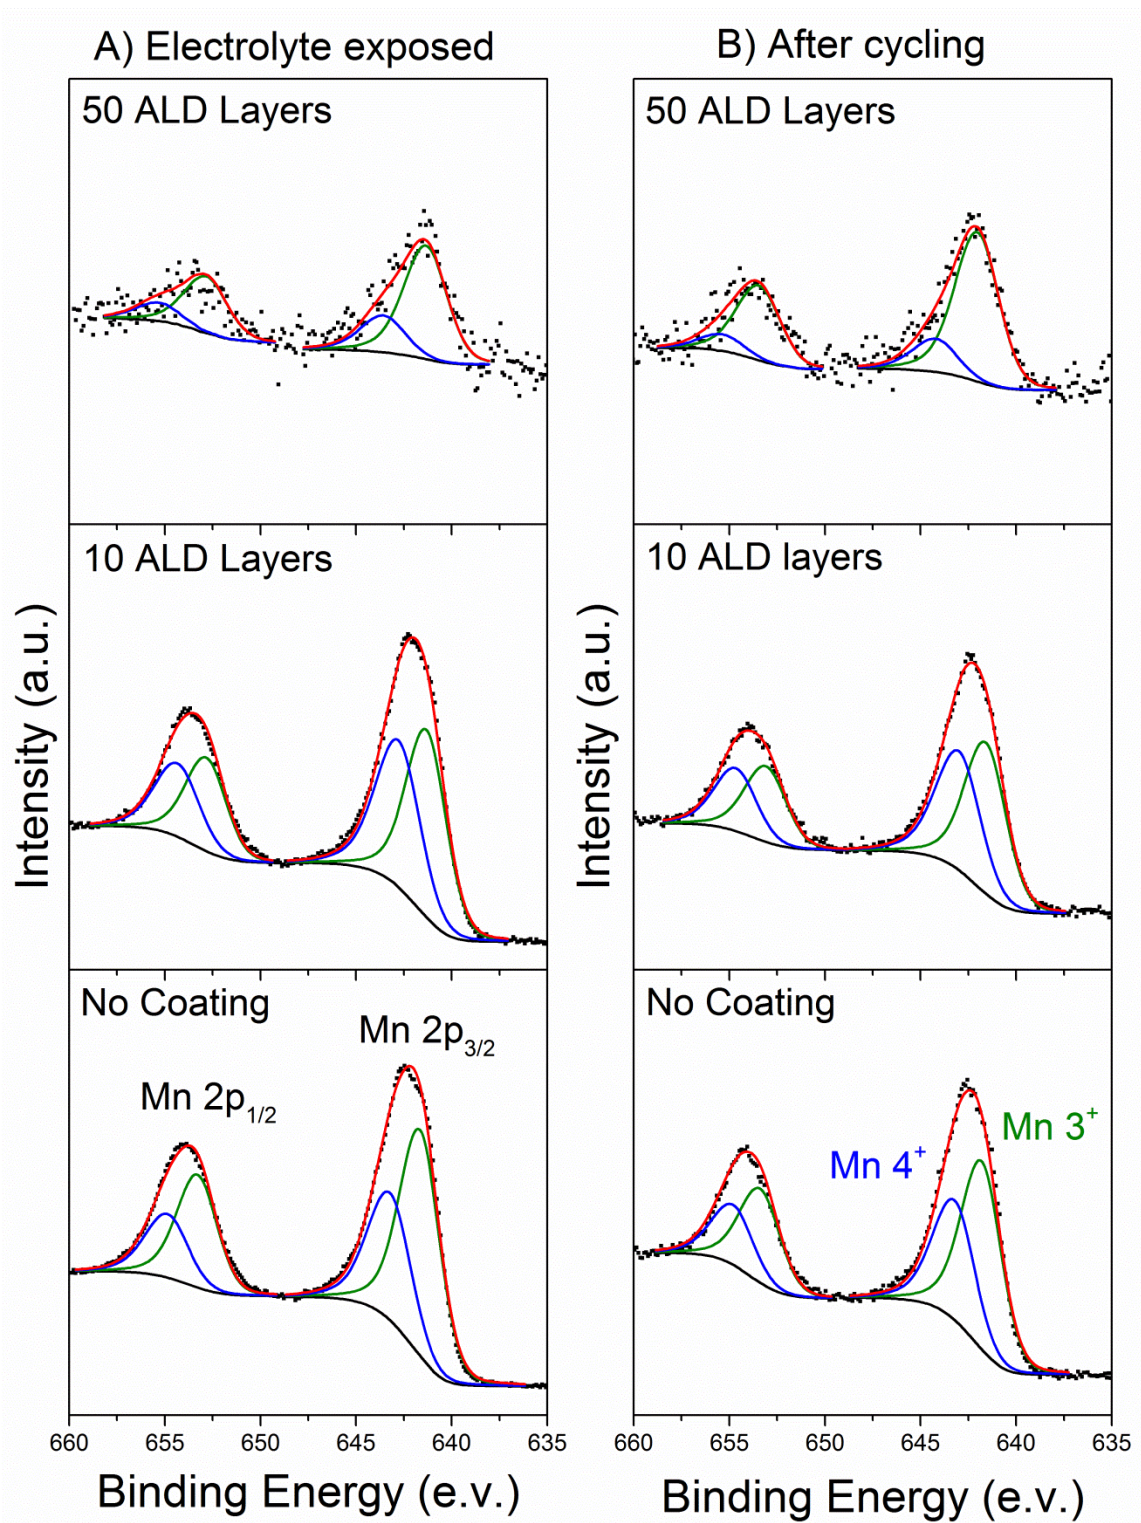 A) Electrolyte exposed
B) After cycling
50 ALD Layers
50 ALD Layers
10 ALD Layers
10 ALD layers
Intensity (a.u.)
Intensity (a.u.)
No Coating
No Coating
Mn 2p3/2
Mn 2p1/2
Mn 3+
Mn 4+
660 655 650 645 640 635
660 655 650 645 640 635
Binding Energy (e.v.)
Binding Energy (e.v.)